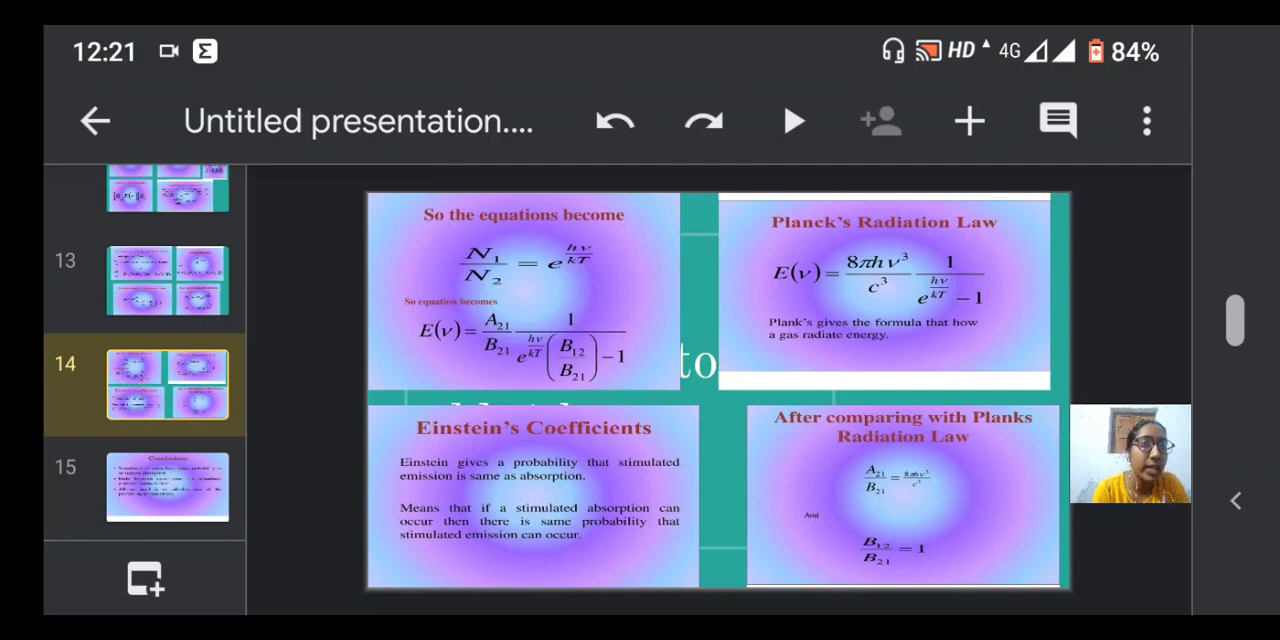 12:21 Σ HD 4G 84%
Untitled presentation....
So the equations become
N₁/N₂ = e^(hν/kT)
So equation becomes
E(ν) = A₂₁/B₂₁ 1/(e^(hν/kT)(B₁₂/B₂₁) − 1)
Planck's Radiation Law
E(ν) = 8πhν³/c³ 1/(e^(hν/kT) − 1)
Plank's gives the formula that how
a gas radiate energy.
to
Einstein's Coefficients
Einstein gives a probability that stimulated
emission is same as absorption.
Means that if a stimulated absorption can
occur then there is same probability that
stimulated emission can occur.
After comparing with Planks
Radiation Law
A₂₁/B₂₁ = 8πhν³/c³
And
B₁₂/B₂₁ = 1
13
14
15
Conclusions